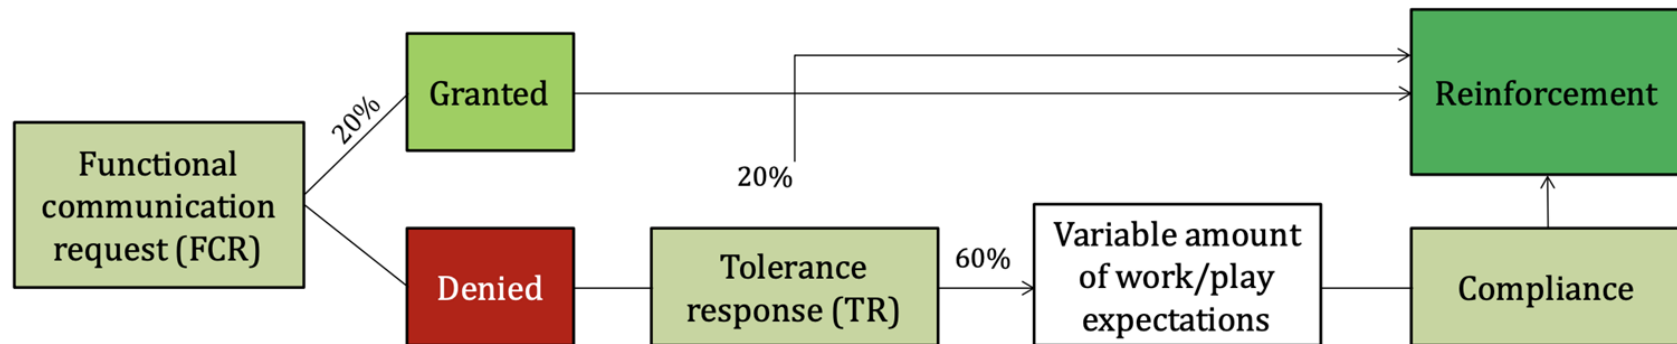 Functional
communication
request (FCR)
20%
Granted
Denied
20%
Tolerance
response (TR)
60%
Variable amount
of work/play
expectations
Compliance
Reinforcement